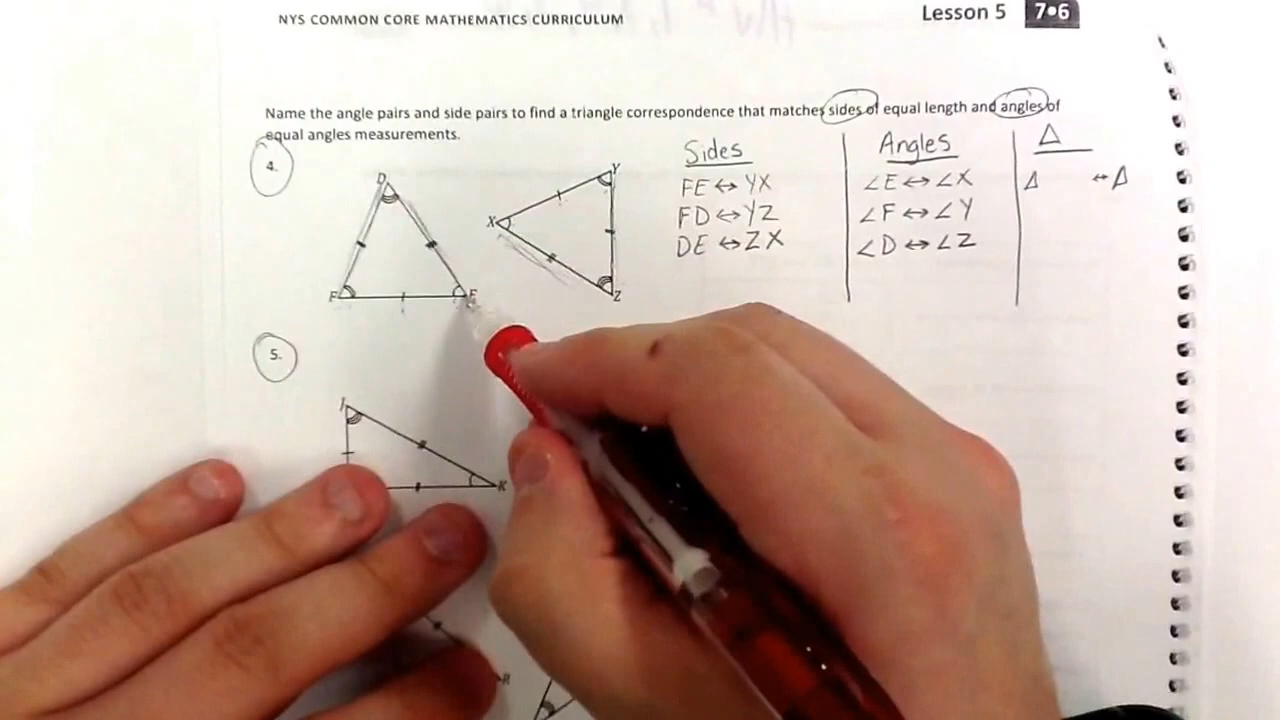 NYS COMMON CORE MATHEMATICS CURRICULUM
Lesson 5 7•6
Name the angle pairs and side pairs to find a triangle correspondence that matches sides of equal length and angles of
equal angles measurements.
4.
D
F
E
X
Y
Z
Sides
FE ↔ YX
FD ↔ YZ
DE ↔ ZX
Angles
∠E ↔ ∠X
∠F ↔ ∠Y
∠D ↔ ∠Z
Δ
Δ ↔ Δ
5.
K
R